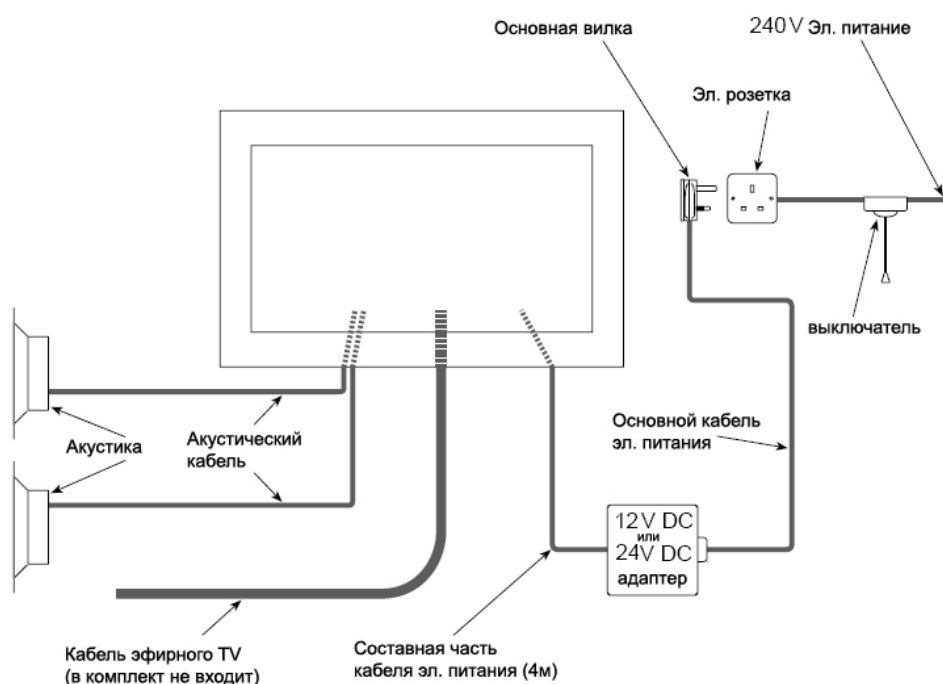 Основная вилка
240V Эл. питание
Эл. розетка
выключатель
Основной кабель
эл. питания
Акустика
Акустический
кабель
12V DC
или
24V DC
адаптер
Кабель эфирного TV
(в комплект не входит)
Составная часть
кабеля эл. питания (4м)